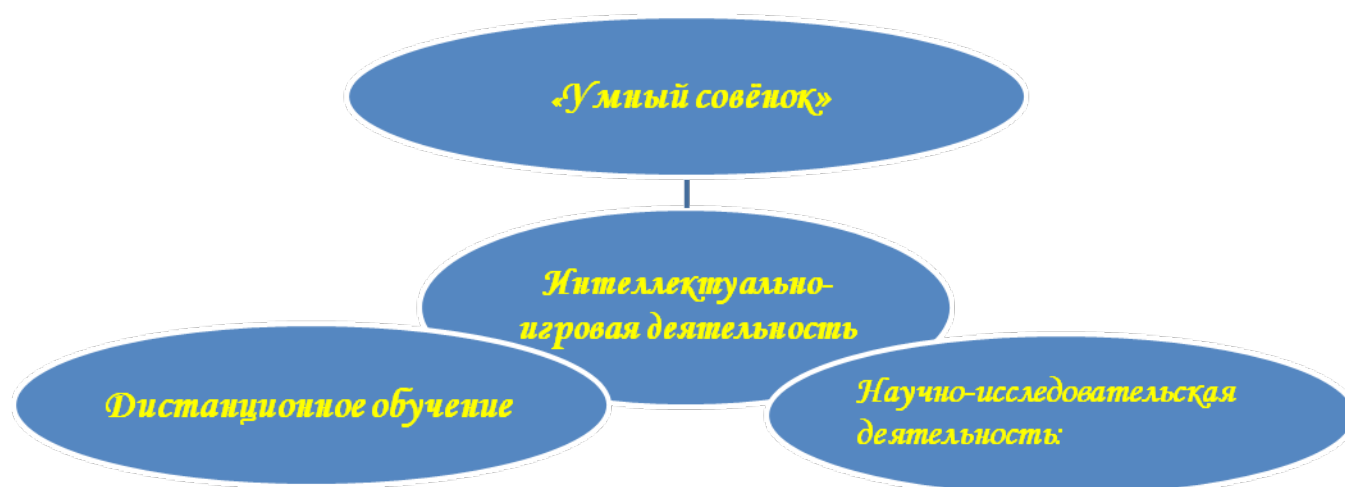 «Умный совёнок»
Интеллектуально-
игровая деятельность
Дистанционное обучение
Научно-исследовательская
деятельность: